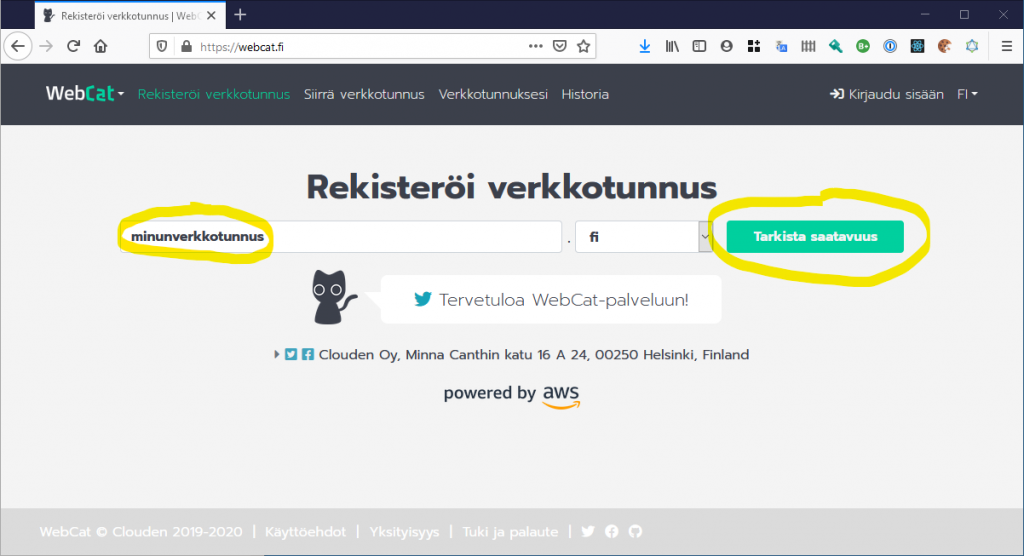 Rekisteröi verkkotunnus | WebC
https://webcat.fi
WebCat Rekisteröi verkkotunnus Siirrä verkkotunnus Verkkotunnuksesi Historia Kirjaudu sisään FI
Rekisteröi verkkotunnus
minunverkkotunnus . fi Tarkista saatavuus
Tervetuloa WebCat-palveluun!
Clouden Oy, Minna Canthin katu 16 A 24, 00250 Helsinki, Finland
powered by aws
WebCat © Clouden 2019-2020 | Käyttöehdot | Yksityisyys | Tuki ja palaute |